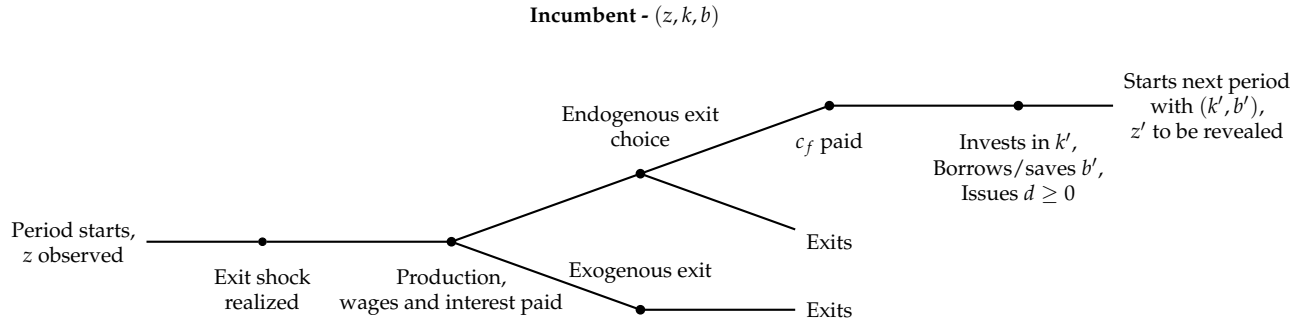 Incumbent - (z, k, b)
Period starts,
z observed
Exit shock
realized
Production,
wages and interest paid
Endogenous exit
choice
Exogenous exit
c_f paid
Exits
Exits
Invests in k′,
Borrows/saves b′,
Issues d ≥ 0
Starts next period
with (k′, b′),
z′ to be revealed